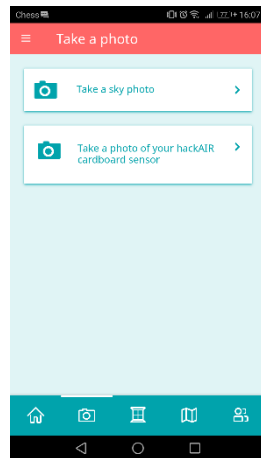 Chess 16:07
Take a photo
Take a sky photo
Take a photo of your hackAIR
cardboard sensor